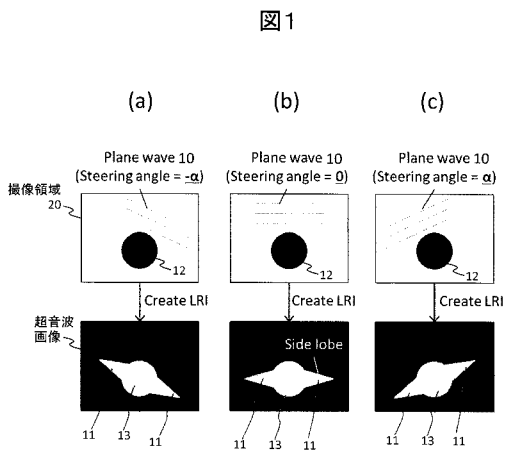 図1
(a)
(b)
(c)
Plane wave 10
(Steering angle = -α)
Plane wave 10
(Steering angle = 0)
Plane wave 10
(Steering angle = α)
撮像領域
20
12
12
12
Create LRI
Create LRI
Create LRI
超音波
画像
Side lobe
11
13
11
11
13
11
11
13
11